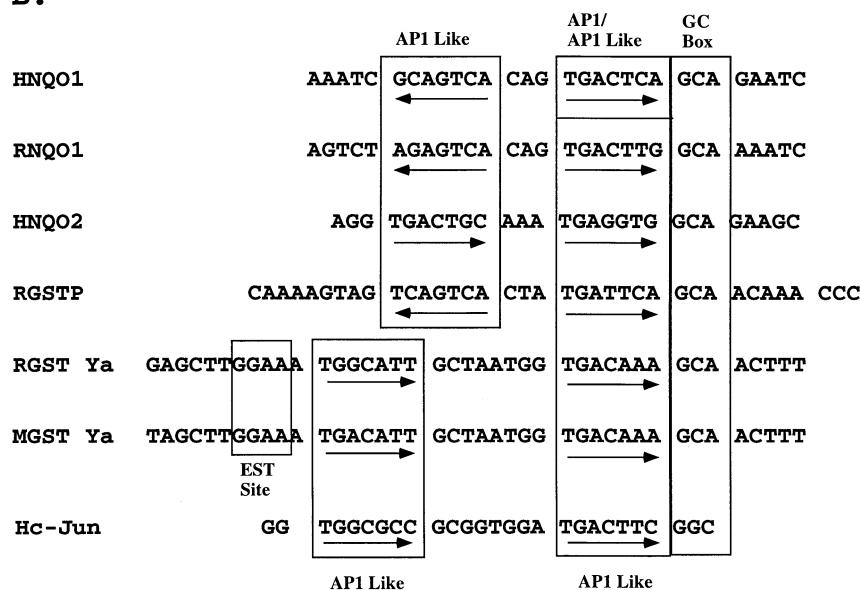 B.
AP1 Like
AP1/
AP1 Like
GC
Box
HNQO1 AAATC GCAGTCA CAG TGACTCA GCA GAATC
RNQO1 AGTCT AGAGTCA CAG TGACTTG GCA AAATC
HNQO2 AGG TGACTGC AAA TGAGGTG GCA GAAGC
RGSTP CAAAAGTAG TCAGTCA CTA TGATTCA GCA ACAAA CCC
RGST Ya GAGCTTGGAAA TGGCATT GCTAATGG TGACAAA GCA ACTTT
MGST Ya TAGCTTGGAAA TGACATT GCTAATGG TGACAAA GCA ACTTT
EST
Site
Hc-Jun GG TGGCGCC GCGGTGGA TGACTTC GGC
AP1 Like AP1 Like